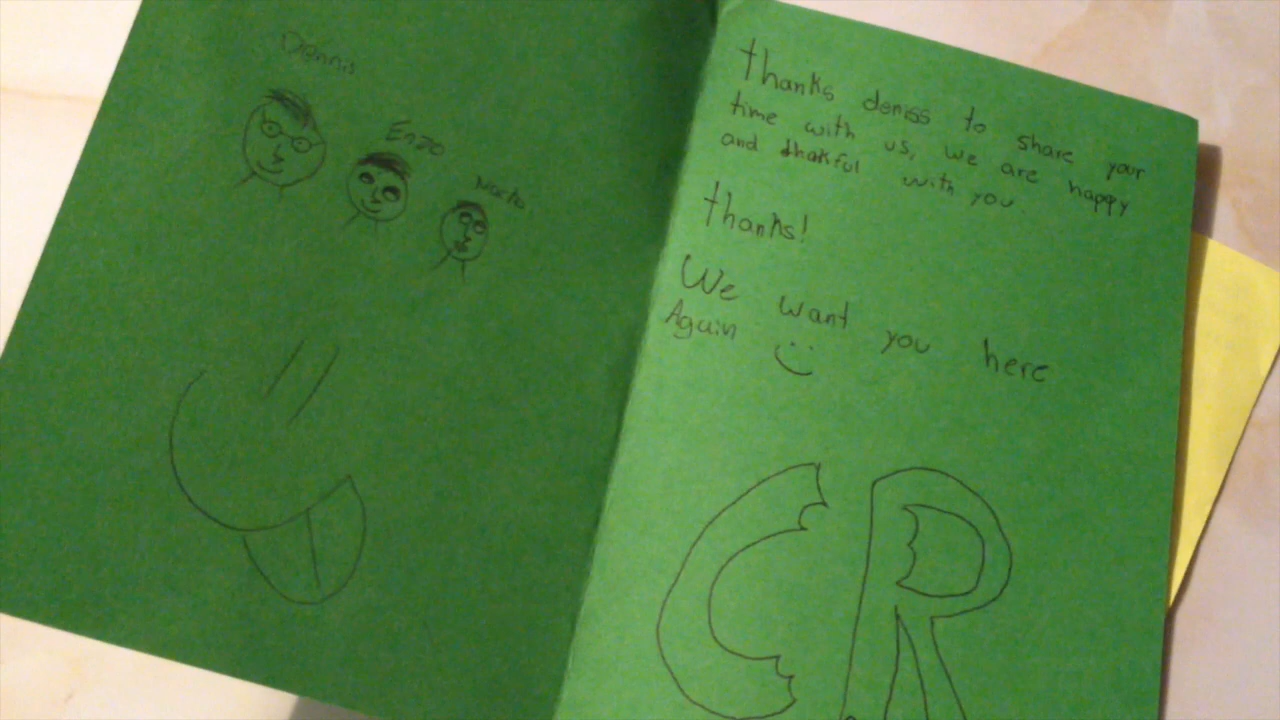 Dennis
Enzo
thanks deniss to share your
time with us, we are happy
and thakful with you.
thanks!
We want you here
Again
CR